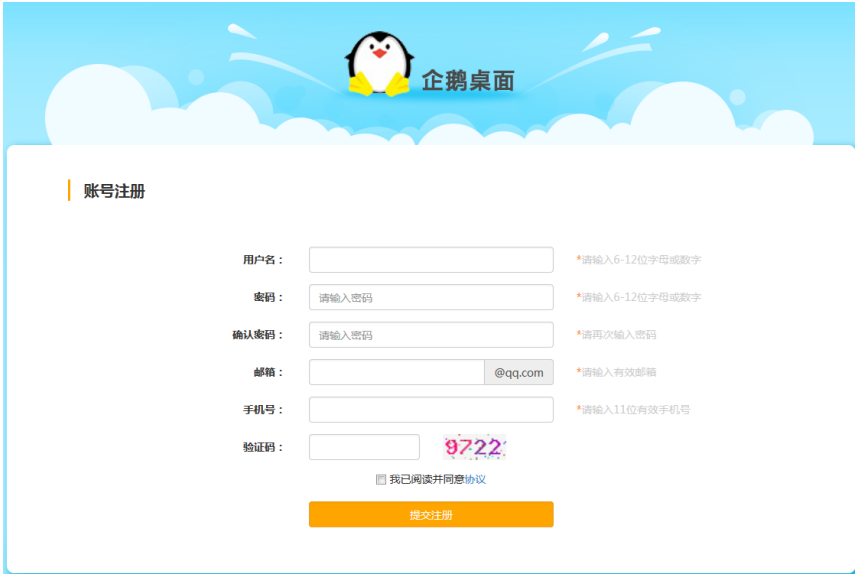 企鹅桌面
账号注册
用户名： *请输入6-12位字母或数字
密码： 请输入密码 *请输入6-12位字母或数字
确认密码： 请输入密码 *请再次输入密码
邮箱： @qq.com *请输入有效邮箱
手机号： *请输入11位有效手机号
验证码： 9722
我已阅读并同意协议
提交注册